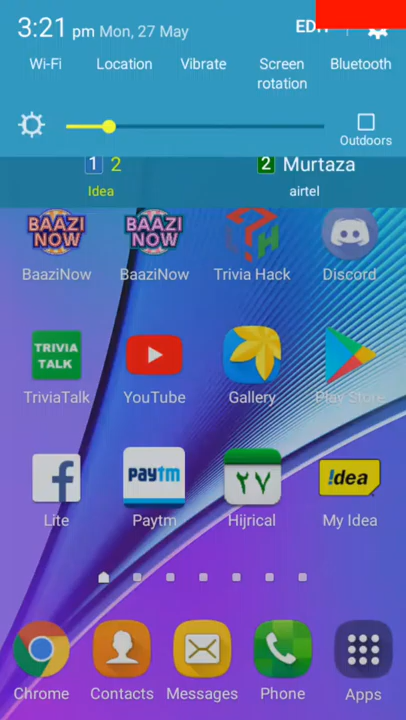 3:21 pm Mon, 27 May EDIT
Wi-Fi Location Vibrate Screen rotation Bluetooth
Outdoors
1 2 2 Murtaza
Idea airtel
BAAZI NOW BAAZI NOW
BaaziNow BaaziNow Trivia Hack Discord
TRIVIA TALK
TriviaTalk YouTube Gallery Play Store
f Paytm ٢٧ !dea
Lite Paytm Hijrical My Idea
Chrome Contacts Messages Phone Apps